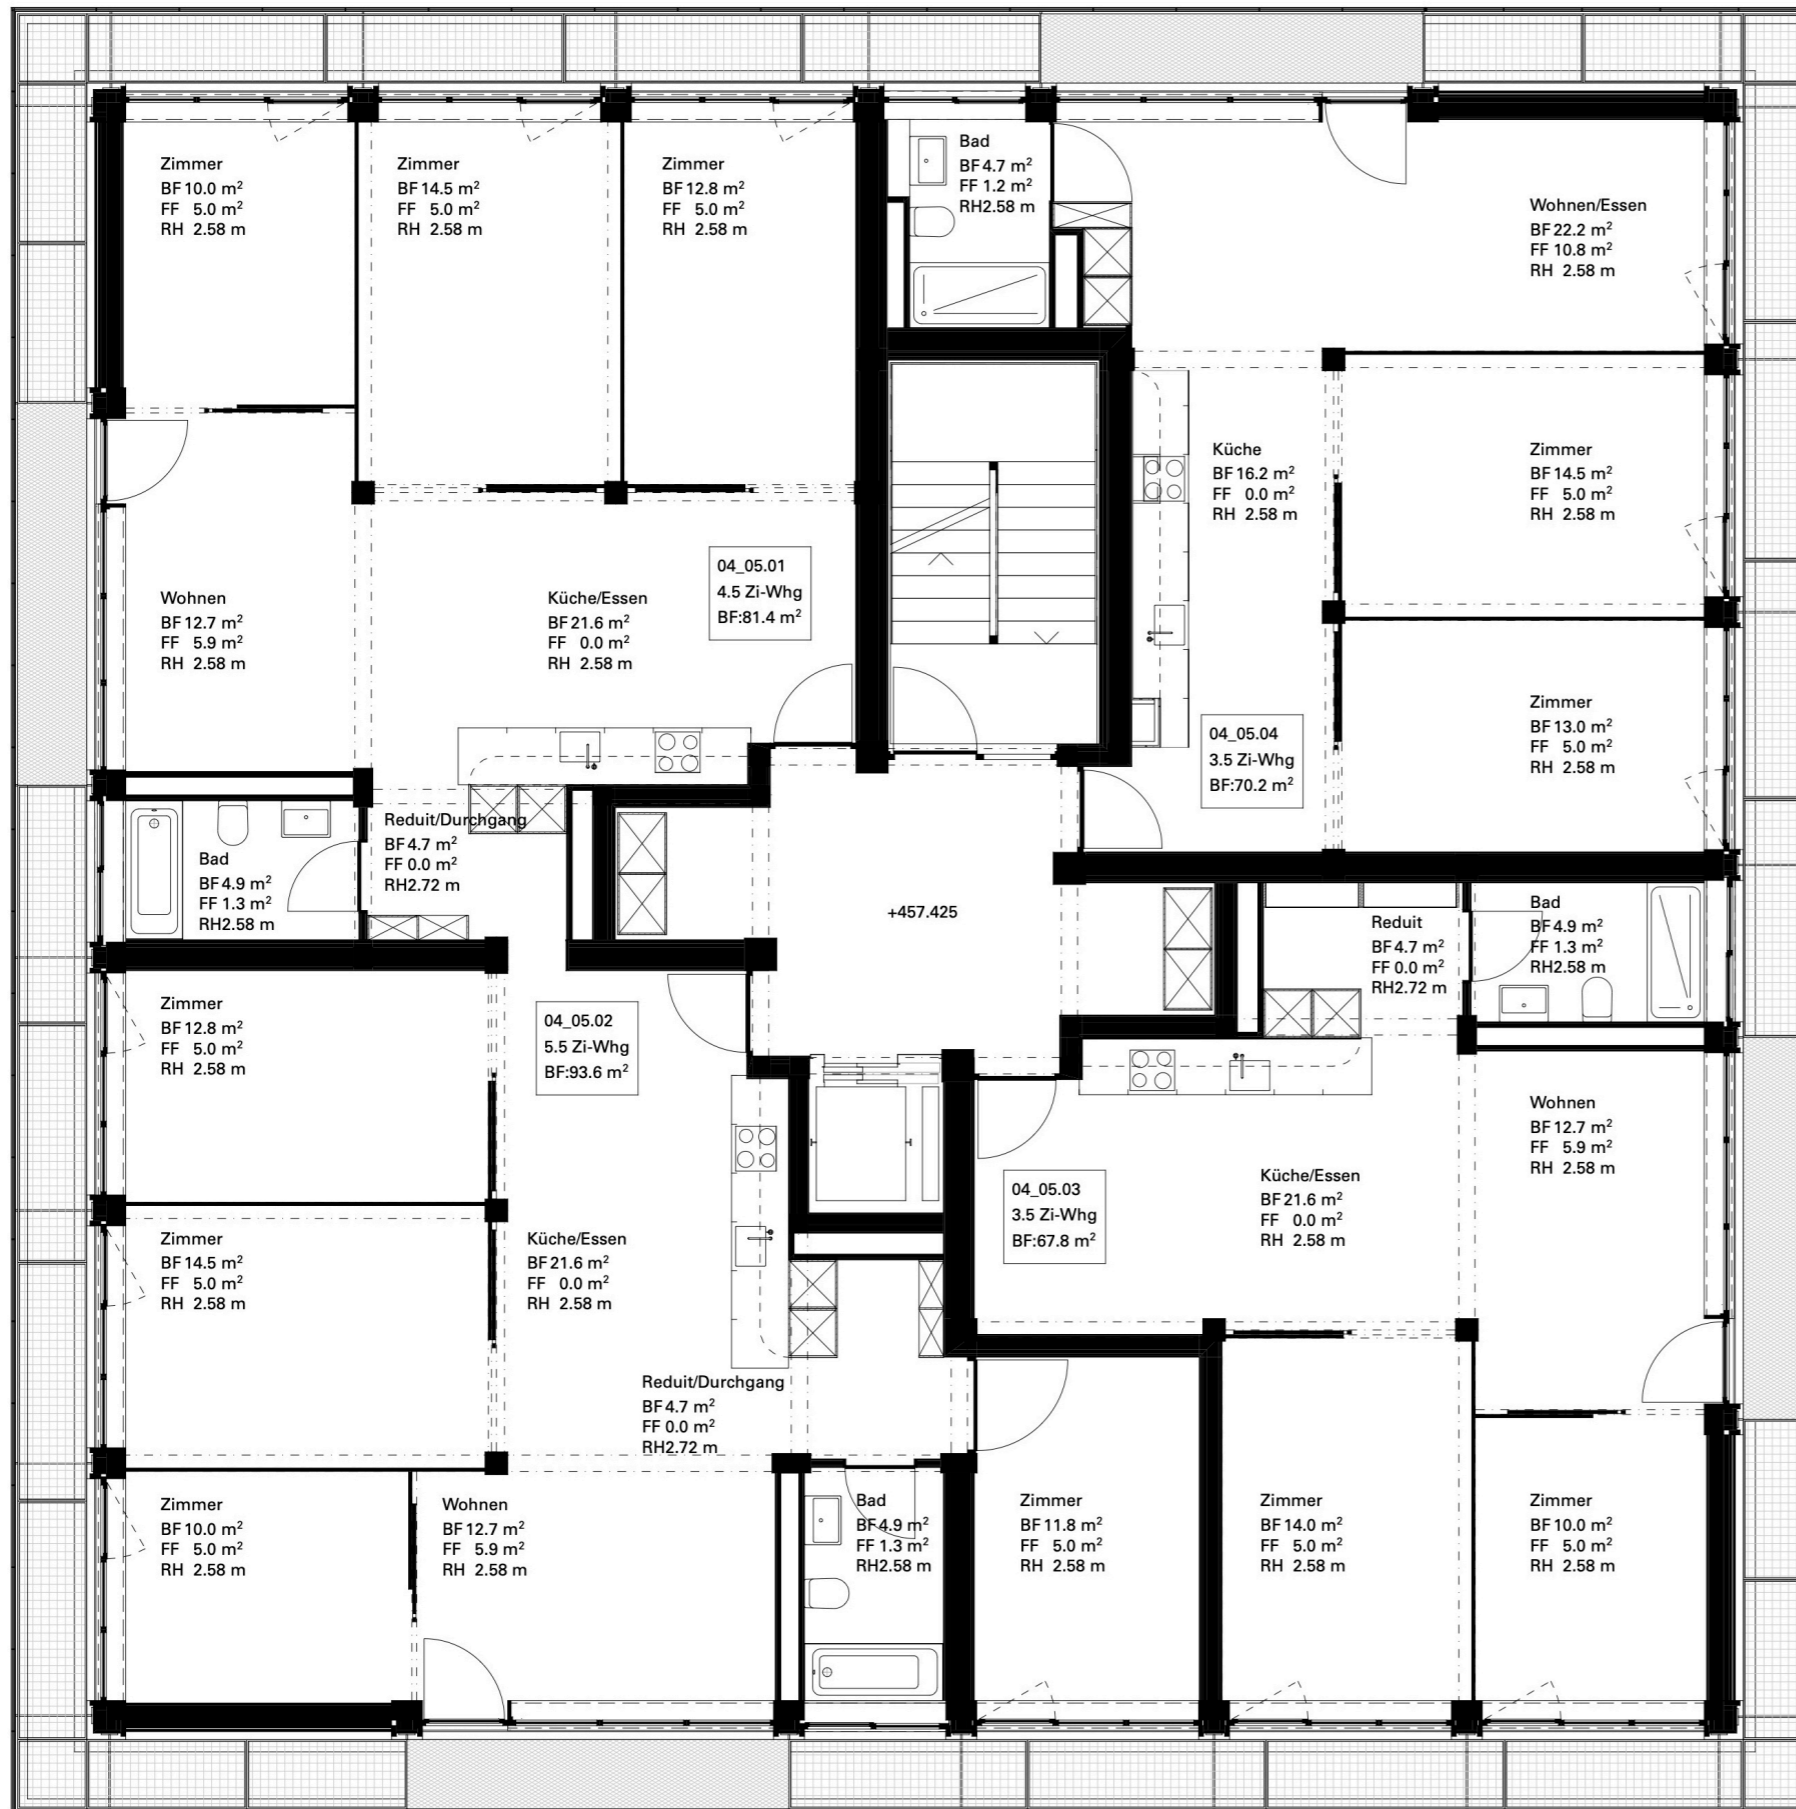 Zimmer
BF 10.0 m²
FF 5.0 m²
RH 2.58 m
Zimmer
BF 14.5 m²
FF 5.0 m²
RH 2.58 m
Zimmer
BF 12.8 m²
FF 5.0 m²
RH 2.58 m
Bad
BF 4.7 m²
FF 1.2 m²
RH2.58 m
Wohnen/Essen
BF 22.2 m²
FF 10.8 m²
RH 2.58 m
Küche
BF 16.2 m²
FF 0.0 m²
RH 2.58 m
Zimmer
BF 14.5 m²
FF 5.0 m²
RH 2.58 m
Wohnen
BF 12.7 m²
FF 5.9 m²
RH 2.58 m
Küche/Essen
BF 21.6 m²
FF 0.0 m²
RH 2.58 m
04_05.01
4.5 Zi-Whg
BF:81.4 m²
04_05.04
3.5 Zi-Whg
BF:70.2 m²
Zimmer
BF 13.0 m²
FF 5.0 m²
RH 2.58 m
Bad
BF 4.9 m²
FF 1.3 m²
RH2.58 m
Reduit/Durchgang
BF 4.7 m²
FF 0.0 m²
RH2.72 m
+457.425
Reduit
BF 4.7 m²
FF 0.0 m²
RH2.72 m
Bad
BF 4.9 m²
FF 1.3 m²
RH2.58 m
Zimmer
BF 12.8 m²
FF 5.0 m²
RH 2.58 m
04_05.02
5.5 Zi-Whg
BF:93.6 m²
Wohnen
BF 12.7 m²
FF 5.9 m²
RH 2.58 m
04_05.03
3.5 Zi-Whg
BF:67.8 m²
Küche/Essen
BF 21.6 m²
FF 0.0 m²
RH 2.58 m
Zimmer
BF 14.5 m²
FF 5.0 m²
RH 2.58 m
Küche/Essen
BF 21.6 m²
FF 0.0 m²
RH 2.58 m
Reduit/Durchgang
BF 4.7 m²
FF 0.0 m²
RH2.72 m
Zimmer
BF 10.0 m²
FF 5.0 m²
RH 2.58 m
Wohnen
BF 12.7 m²
FF 5.9 m²
RH 2.58 m
Bad
BF 4.9 m²
FF 1.3 m²
RH2.58 m
Zimmer
BF 11.8 m²
FF 5.0 m²
RH 2.58 m
Zimmer
BF 14.0 m²
FF 5.0 m²
RH 2.58 m
Zimmer
BF 10.0 m²
FF 5.0 m²
RH 2.58 m